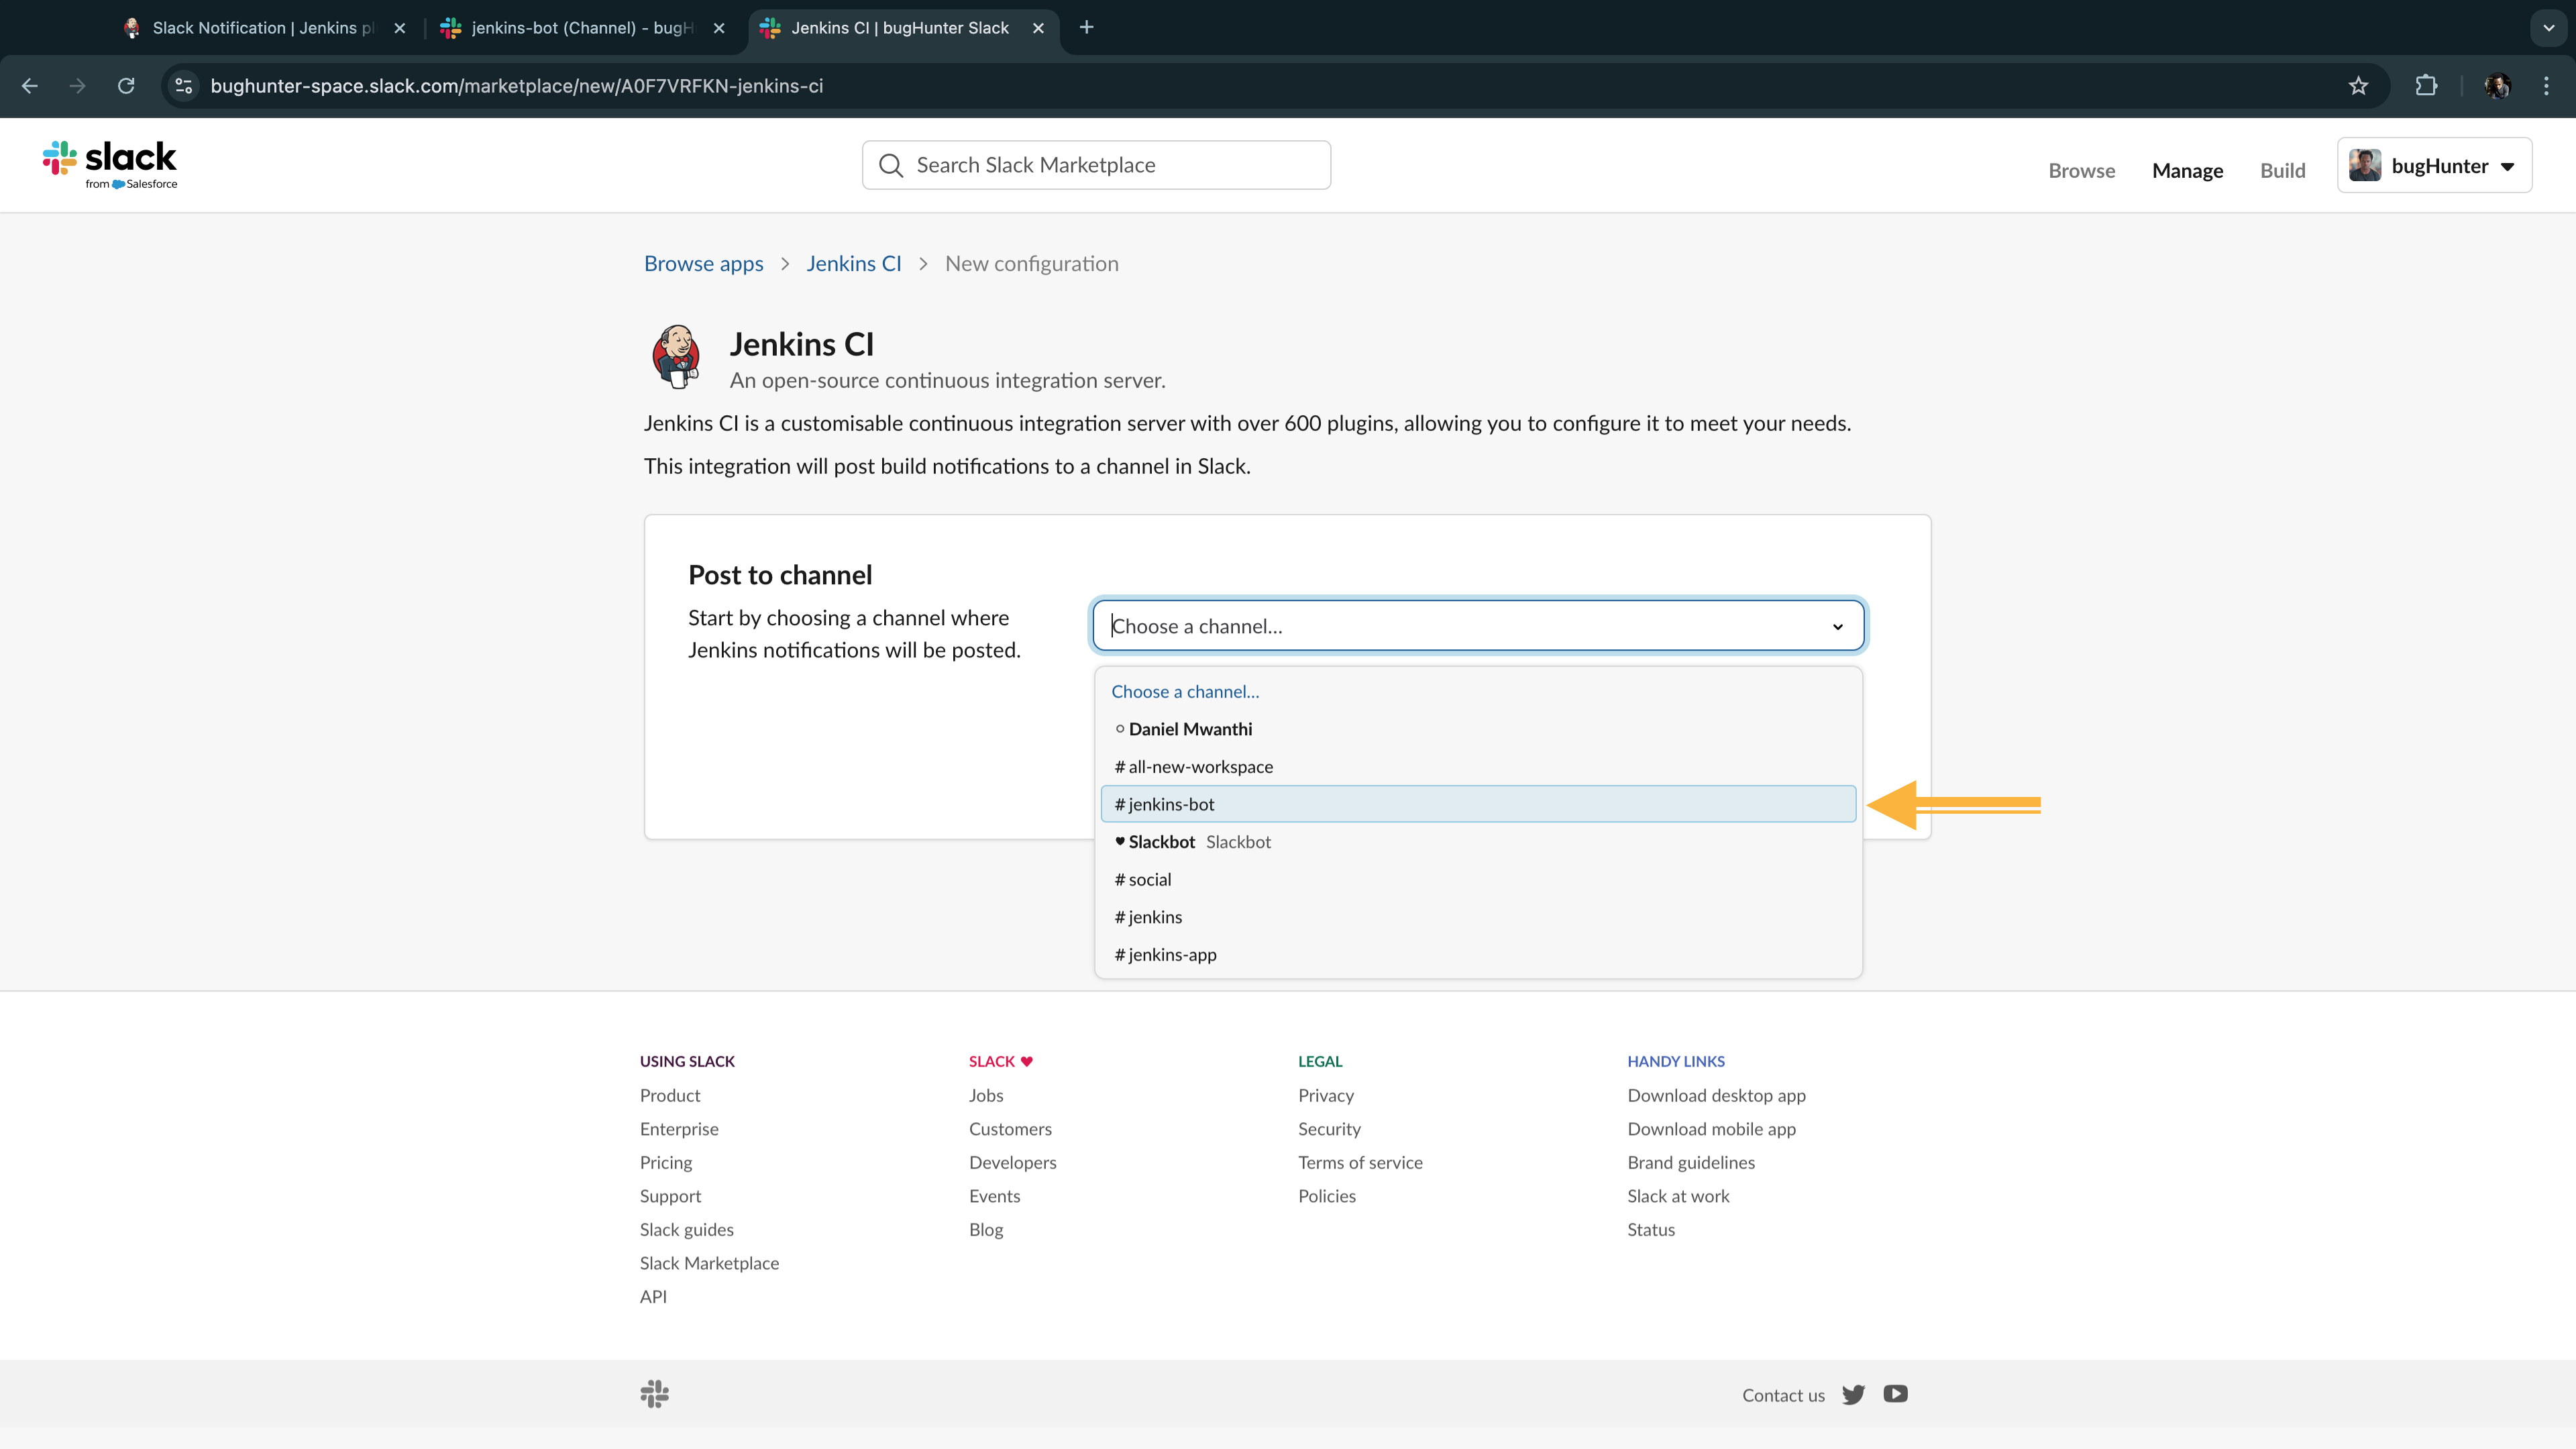 Slack Notification | Jenkins pl
jenkins-bot (Channel) - bugH
Jenkins CI | bugHunter Slack
bughunter-space.slack.com/marketplace/new/A0F7VRFKN-jenkins-ci
slack
from Salesforce
Search Slack Marketplace
Browse
Manage
Build
bugHunter
Browse apps > Jenkins CI > New configuration
Jenkins CI
An open-source continuous integration server.
Jenkins CI is a customisable continuous integration server with over 600 plugins, allowing you to configure it to meet your needs.
This integration will post build notifications to a channel in Slack.
Post to channel
Start by choosing a channel where
Jenkins notifications will be posted.
Choose a channel...
Choose a channel...
Daniel Mwanthi
# all-new-workspace
# jenkins-bot
Slackbot Slackbot
# social
# jenkins
# jenkins-app
USING SLACK
Product
Enterprise
Pricing
Support
Slack guides
Slack Marketplace
API
SLACK ♥
Jobs
Customers
Developers
Events
Blog
LEGAL
Privacy
Security
Terms of service
Policies
HANDY LINKS
Download desktop app
Download mobile app
Brand guidelines
Slack at work
Status
Contact us